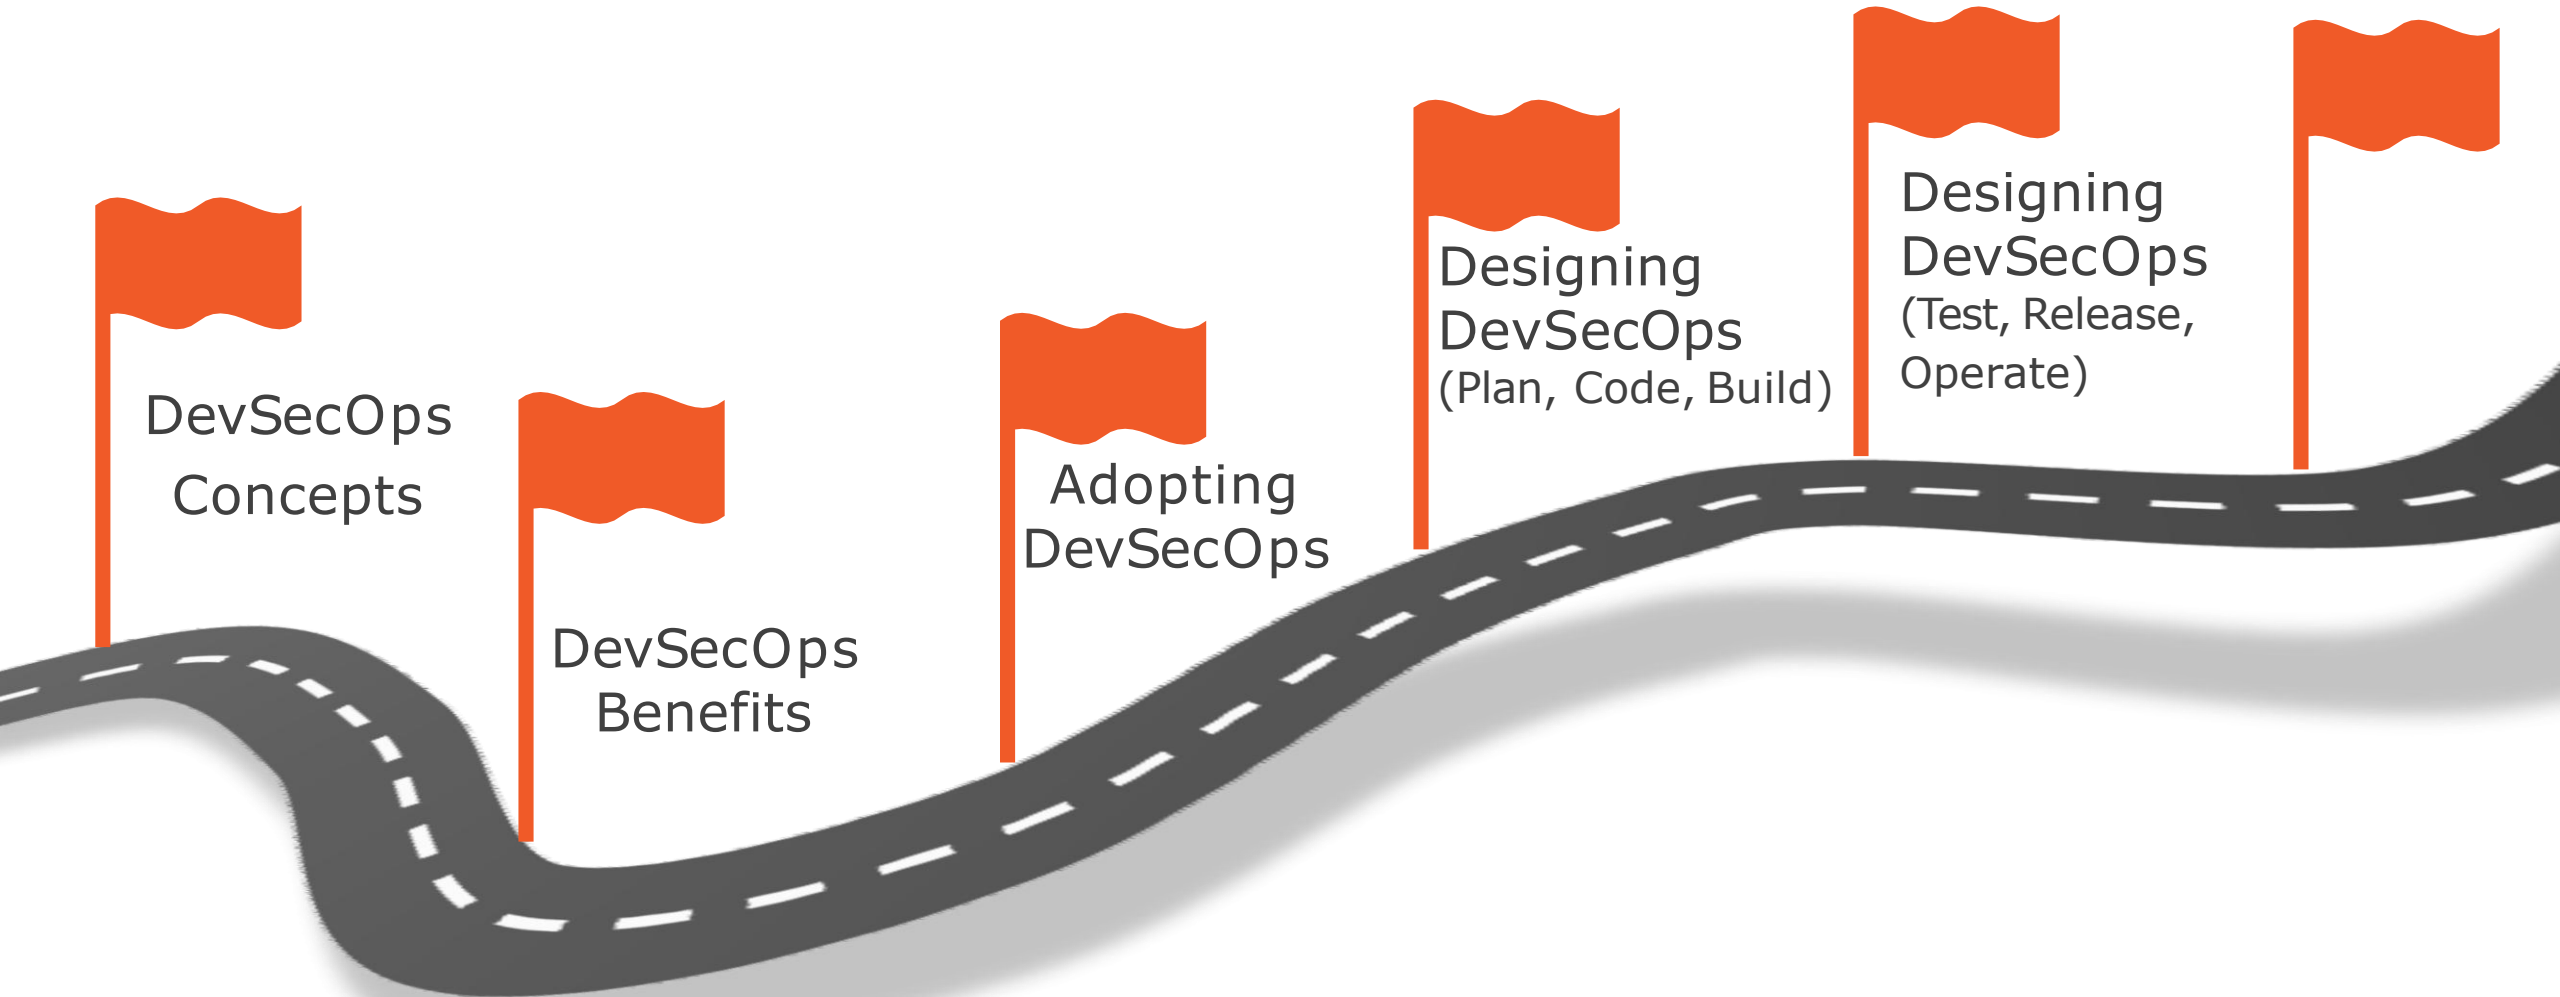 DevSecOps
Concepts
DevSecOps
Benefits
Adopting
DevSecOps
Designing
DevSecOps
(Plan, Code, Build)
Designing
DevSecOps
(Test, Release,
Operate)